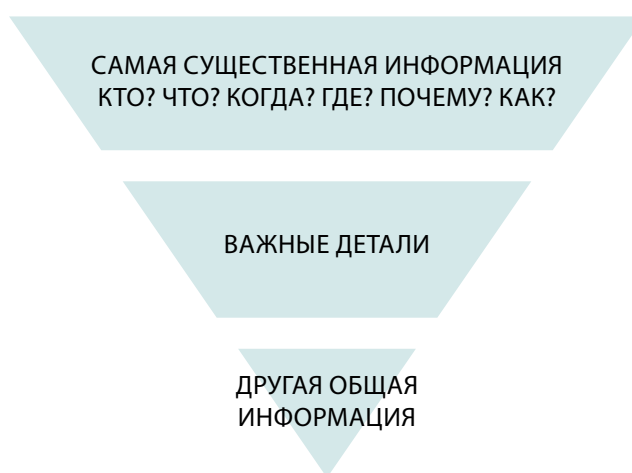 САМАЯ СУЩЕСТВЕННАЯ ИНФОРМАЦИЯ
КТО? ЧТО? КОГДА? ГДЕ? ПОЧЕМУ? КАК?
ВАЖНЫЕ ДЕТАЛИ
ДРУГАЯ ОБЩАЯ
ИНФОРМАЦИЯ